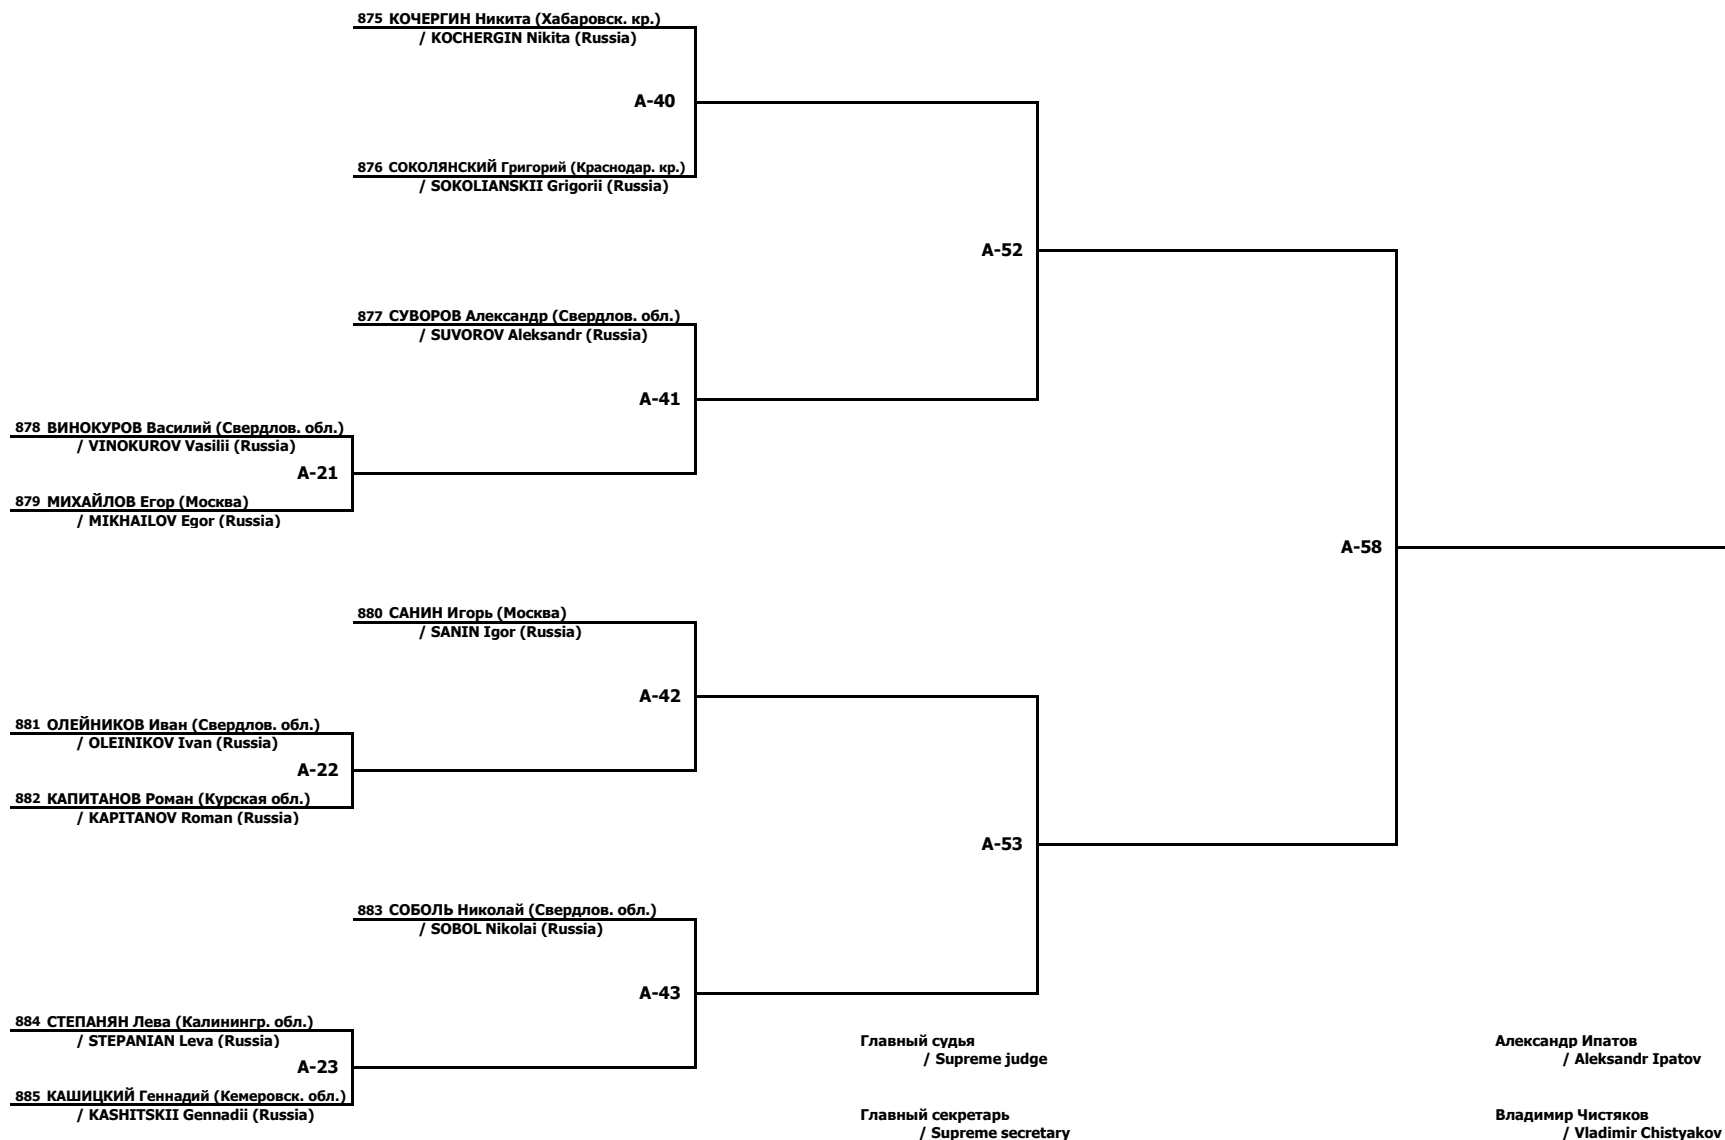 875 КОЧЕРГИН Никита (Хабаровск. кр.)
/ KOCHERGIN Nikita (Russia)
A-40
876 СОКОЛЯНСКИЙ Григорий (Краснодар. кр.)
/ SOKOLIANSKII Grigorii (Russia)
A-52
877 СУВОРОВ Александр (Свердлов. обл.)
/ SUVOROV Aleksandr (Russia)
A-41
878 ВИНОКУРОВ Василий (Свердлов. обл.)
/ VINOKUROV Vasilii (Russia)
A-21
879 МИХАЙЛОВ Егор (Москва)
/ MIKHAILOV Egor (Russia)
A-58
880 САНИН Игорь (Москва)
/ SANIN Igor (Russia)
A-42
881 ОЛЕЙНИКОВ Иван (Свердлов. обл.)
/ OLEINIKOV Ivan (Russia)
A-22
882 КАПИТАНОВ Роман (Курская обл.)
/ KAPITANOV Roman (Russia)
A-53
883 СОБОЛЬ Николай (Свердлов. обл.)
/ SOBOL Nikolai (Russia)
A-43
884 СТЕПАНЯН Лева (Калинингр. обл.)
/ STEPANIAN Leva (Russia)
A-23
885 КАШИЦКИЙ Геннадий (Кемеровск. обл.)
/ KASHITSKII Gennadii (Russia)
Главный судья
/ Supreme judge
Александр Ипатов
/ Aleksandr Ipatov
Главный секретарь
/ Supreme secretary
Владимир Чистяков
/ Vladimir Chistyakov